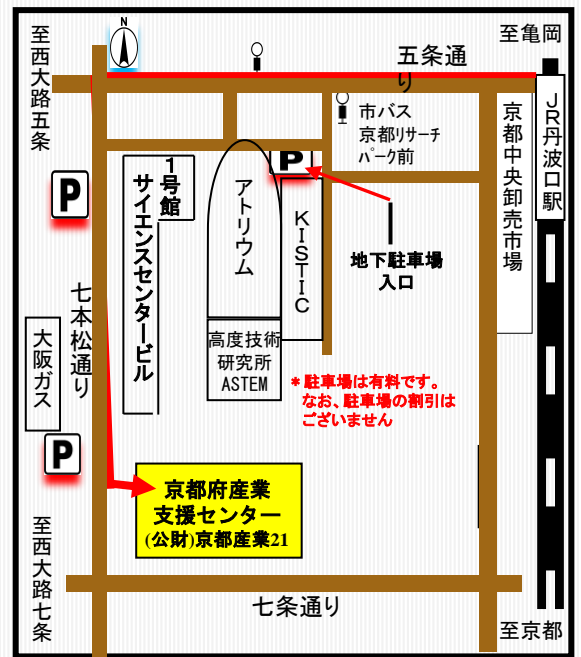 N
至西大路五条
五条通り
至亀岡
市バス
京都リサーチ
パーク前
JR丹波口駅
京都中央卸売市場
P
1号館
サイエンスセンタービル
アトリウム
KISTIC
P
地下駐車場
入口
七本松通り
大阪ガス
高度技術
研究所
ASTEM
*駐車場は有料です。
なお、駐車場の割引は
ございません
P
京都府産業
支援センター
(公財)京都産業21
至西大路七条
七条通り
至京都